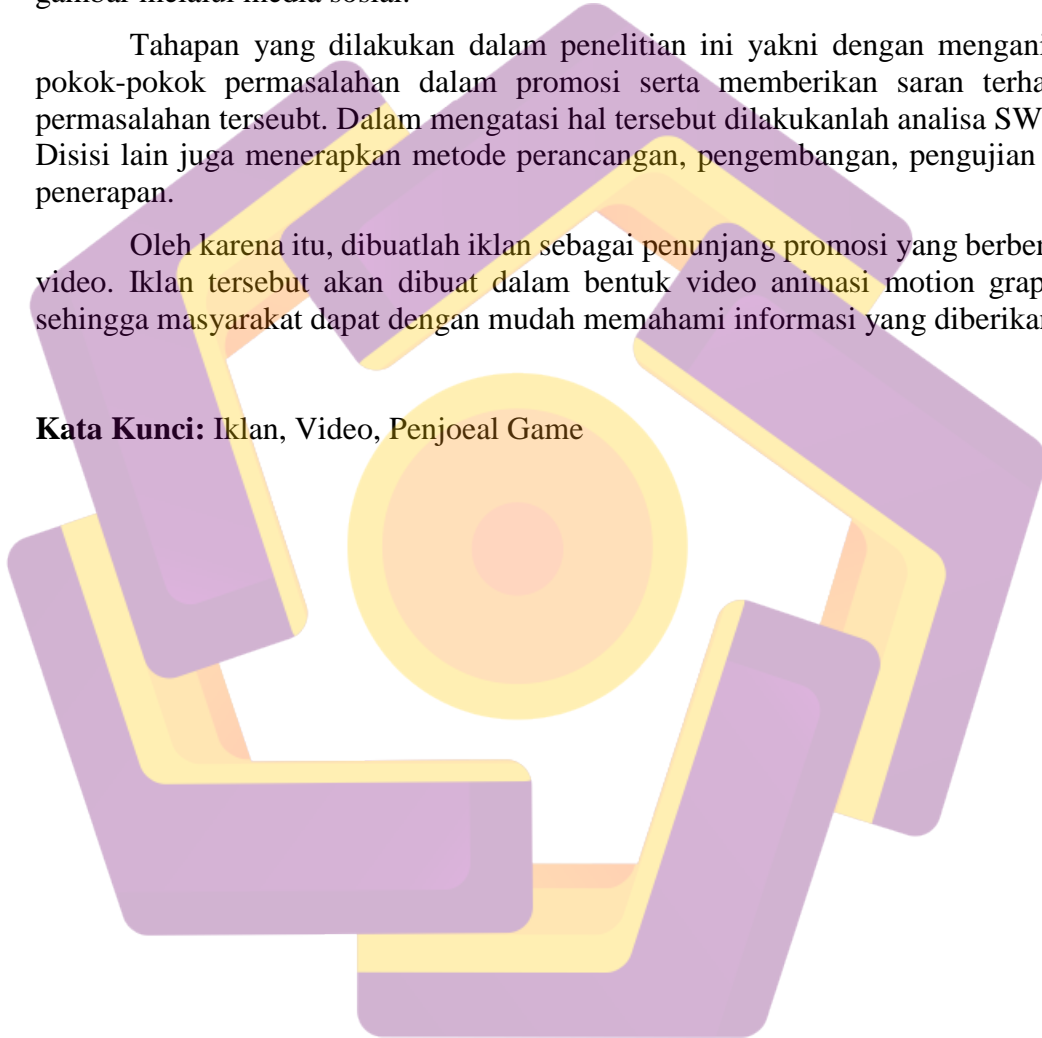 gambar melalui media sosial.
Tahapan yang dilakukan dalam penelitian ini yakni dengan mengani
pokok-pokok permasalahan dalam promosi serta memberikan saran terha
permasalahan terseubt. Dalam mengatasi hal tersebut dilakukanlah analisa SW
Disisi lain juga menerapkan metode perancangan, pengembangan, pengujian
penerapan.
Oleh karena itu, dibuatlah iklan sebagai penunjang promosi yang berben
video. Iklan tersebut akan dibuat dalam bentuk video animasi motion grap
sehingga masyarakat dapat dengan mudah memahami informasi yang diberikan
Kata Kunci: Iklan, Video, Penjoeal Game